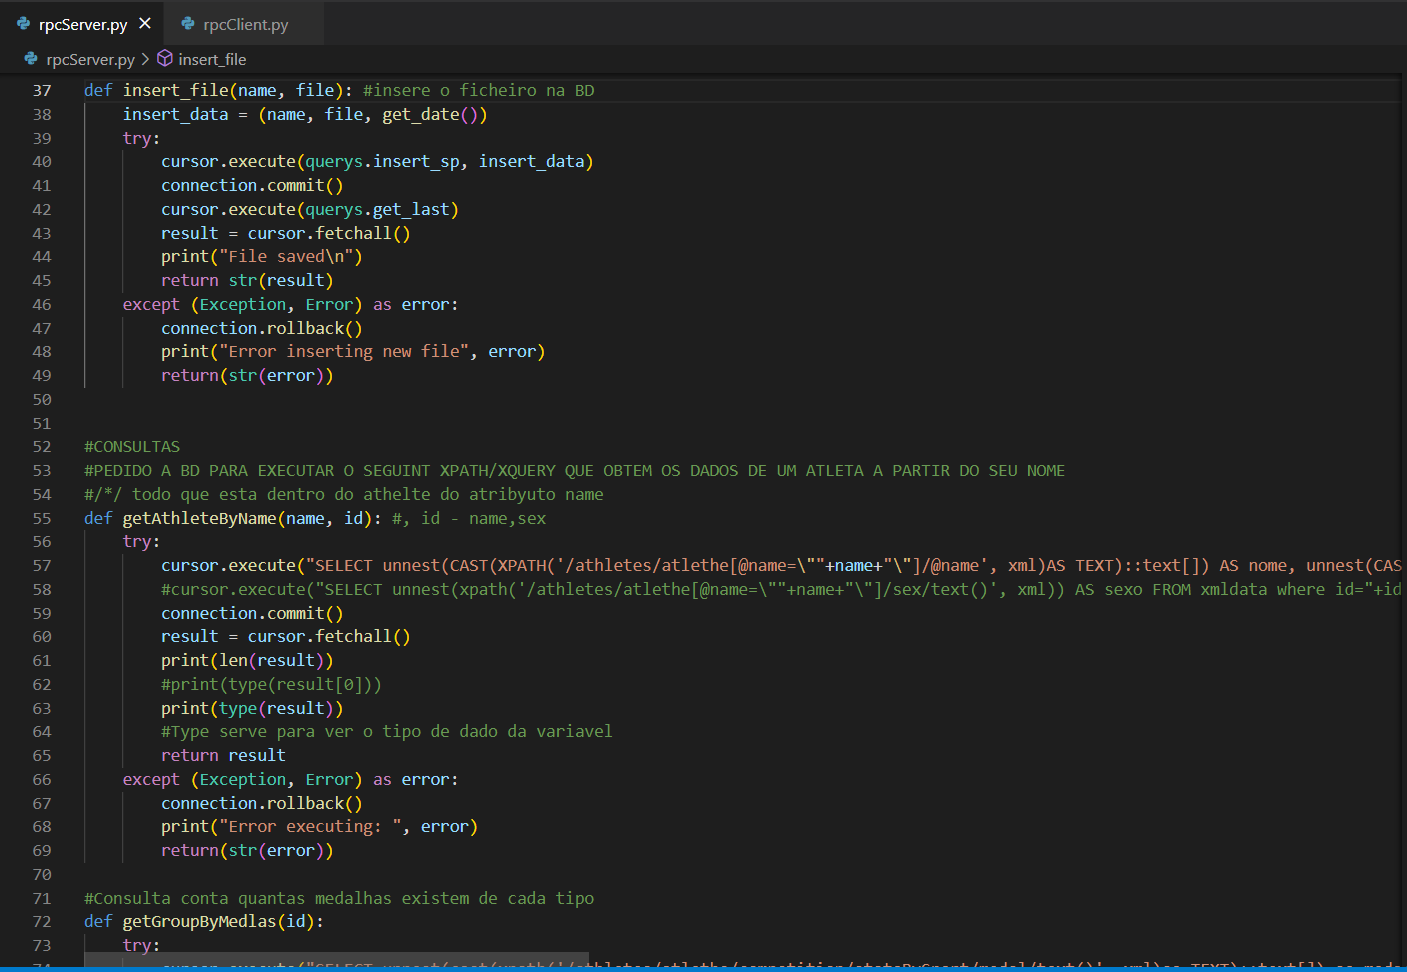 rpcServer.py
rpcClient.py
rpcServer.py > insert_file
37 def insert_file(name, file): #insere o ficheiro na BD
38     insert_data = (name, file, get_date())
39     try:
40         cursor.execute(querys.insert_sp, insert_data)
41         connection.commit()
42         cursor.execute(querys.get_last)
43         result = cursor.fetchall()
44         print("File saved\n")
45         return str(result)
46     except (Exception, Error) as error:
47         connection.rollback()
48         print("Error inserting new file", error)
49         return(str(error))
50
51
52 #CONSULTAS
53 #PEDIDO A BD PARA EXECUTAR O SEGUINT XPATH/XQUERY QUE OBTEM OS DADOS DE UM ATLETA A PARTIR DO SEU NOME
54 #/*/ todo que esta dentro do athelte do atribyuto name
55 def getAthleteByName(name, id): #, id - name,sex
56     try:
57         cursor.execute("SELECT unnest(CAST(XPATH('/athletes/atlethe[@name=\""+name+"\"]/@name', xml)AS TEXT)::text[]) AS nome, unnest(CAS
58         #cursor.execute("SELECT unnest(xpath('/athletes/atlethe[@name=\""+name+"\"]/sex/text()', xml)) AS sexo FROM xmldata where id="+id
59         connection.commit()
60         result = cursor.fetchall()
61         print(len(result))
62         #print(type(result[0]))
63         print(type(result))
64         #Type serve para ver o tipo de dado da variavel
65         return result
66     except (Exception, Error) as error:
67         connection.rollback()
68         print("Error executing: ", error)
69         return(str(error))
70
71 #Consulta conta quantas medalhas existem de cada tipo
72 def getGroupByMedlas(id):
73     try: